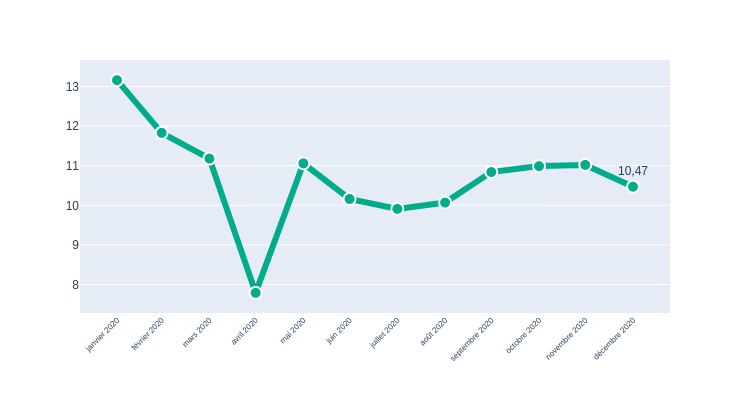 13
12
11
10
9
8
10,47
janvier 2020
février 2020
mars 2020
avril 2020
mai 2020
juin 2020
juillet 2020
août 2020
septembre 2020
octobre 2020
novembre 2020
décembre 2020